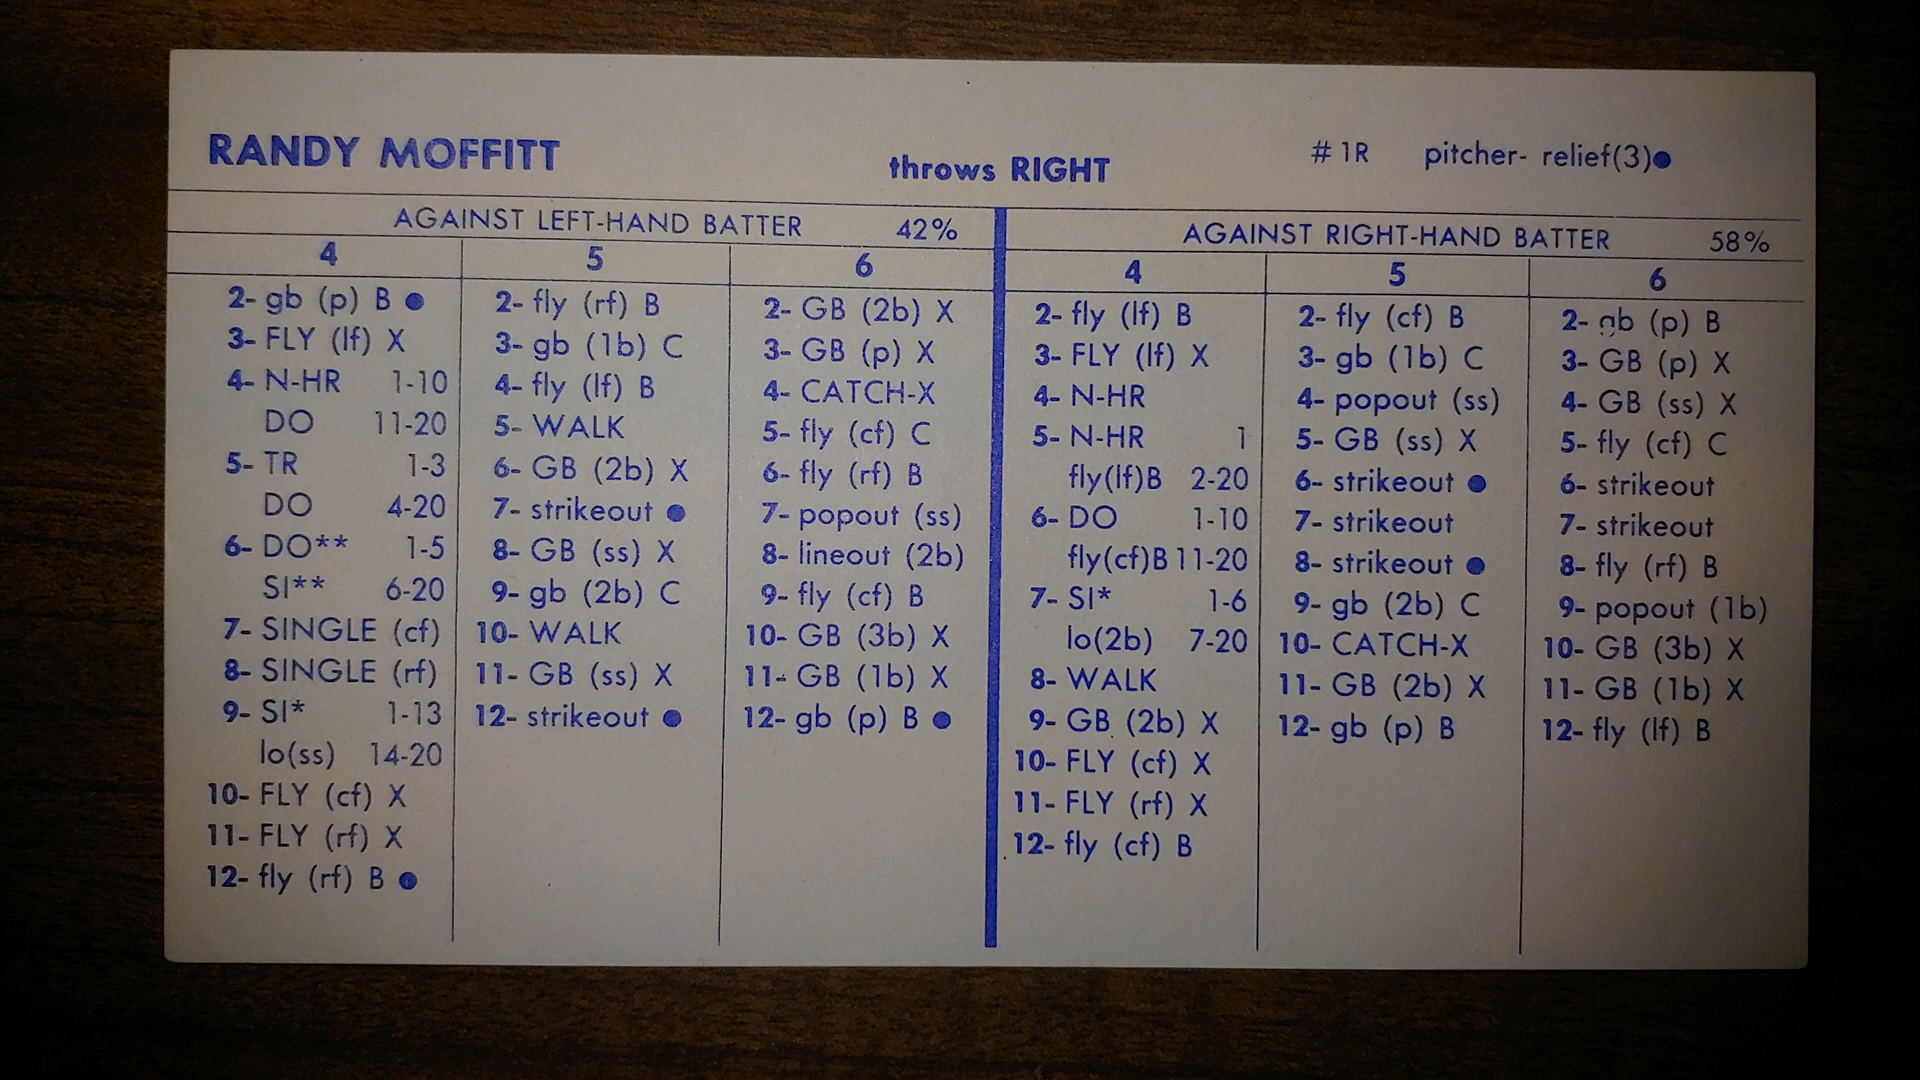 RANDY MOFFITT throws RIGHT # 1R pitcher- relief(3)●
AGAINST LEFT-HAND BATTER 42%
4 5 6
2- gb (p) B ●
3- FLY (lf) X
4- N-HR 1-10
DO 11-20
5- TR 1-3
DO 4-20
6- DO** 1-5
SI** 6-20
7- SINGLE (cf)
8- SINGLE (rf)
9- SI* 1-13
lo(ss) 14-20
10- FLY (cf) X
11- FLY (rf) X
12- fly (rf) B ●
2- fly (rf) B
3- gb (1b) C
4- fly (lf) B
5- WALK
6- GB (2b) X
7- strikeout ●
8- GB (ss) X
9- gb (2b) C
10- WALK
11- GB (ss) X
12- strikeout ●
2- GB (2b) X
3- GB (p) X
4- CATCH-X
5- fly (cf) C
6- fly (rf) B
7- popout (ss)
8- lineout (2b)
9- fly (cf) B
10- GB (3b) X
11- GB (1b) X
12- gb (p) B ●
AGAINST RIGHT-HAND BATTER 58%
4 5 6
2- fly (lf) B
3- FLY (lf) X
4- N-HR
5- N-HR 1
fly(lf)B 2-20
6- DO 1-10
fly(cf)B 11-20
7- SI* 1-6
lo(2b) 7-20
8- WALK
9- GB (2b) X
10- FLY (cf) X
11- FLY (rf) X
12- fly (cf) B
2- fly (cf) B
3- gb (1b) C
4- popout (ss)
5- GB (ss) X
6- strikeout ●
7- strikeout
8- strikeout ●
9- gb (2b) C
10- CATCH-X
11- GB (2b) X
12- gb (p) B
2- gb (p) B
3- GB (p) X
4- GB (ss) X
5- fly (cf) C
6- strikeout
7- strikeout
8- fly (rf) B
9- popout (1b)
10- GB (3b) X
11- GB (1b) X
12- fly (lf) B